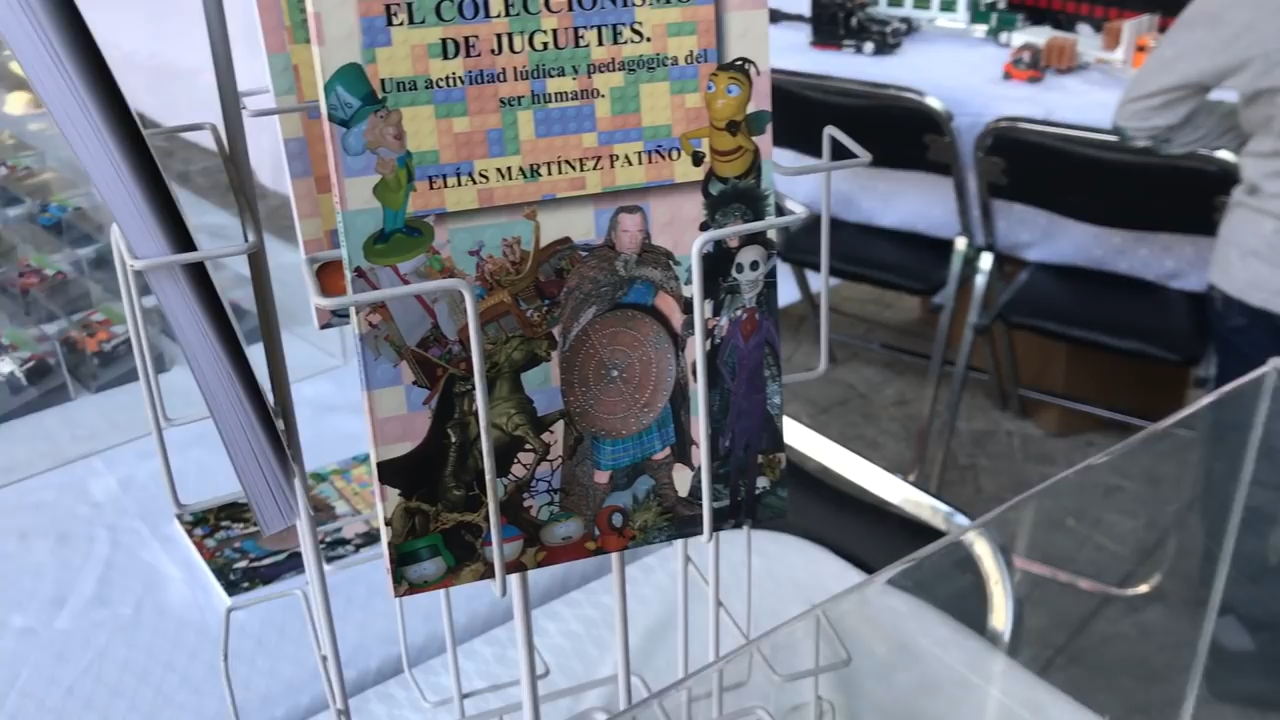 EL COLECCIONISMO
DE JUGUETES.
Una actividad lúdica y pedagógica del
ser humano.
ELÍAS MARTÍNEZ PATIÑO